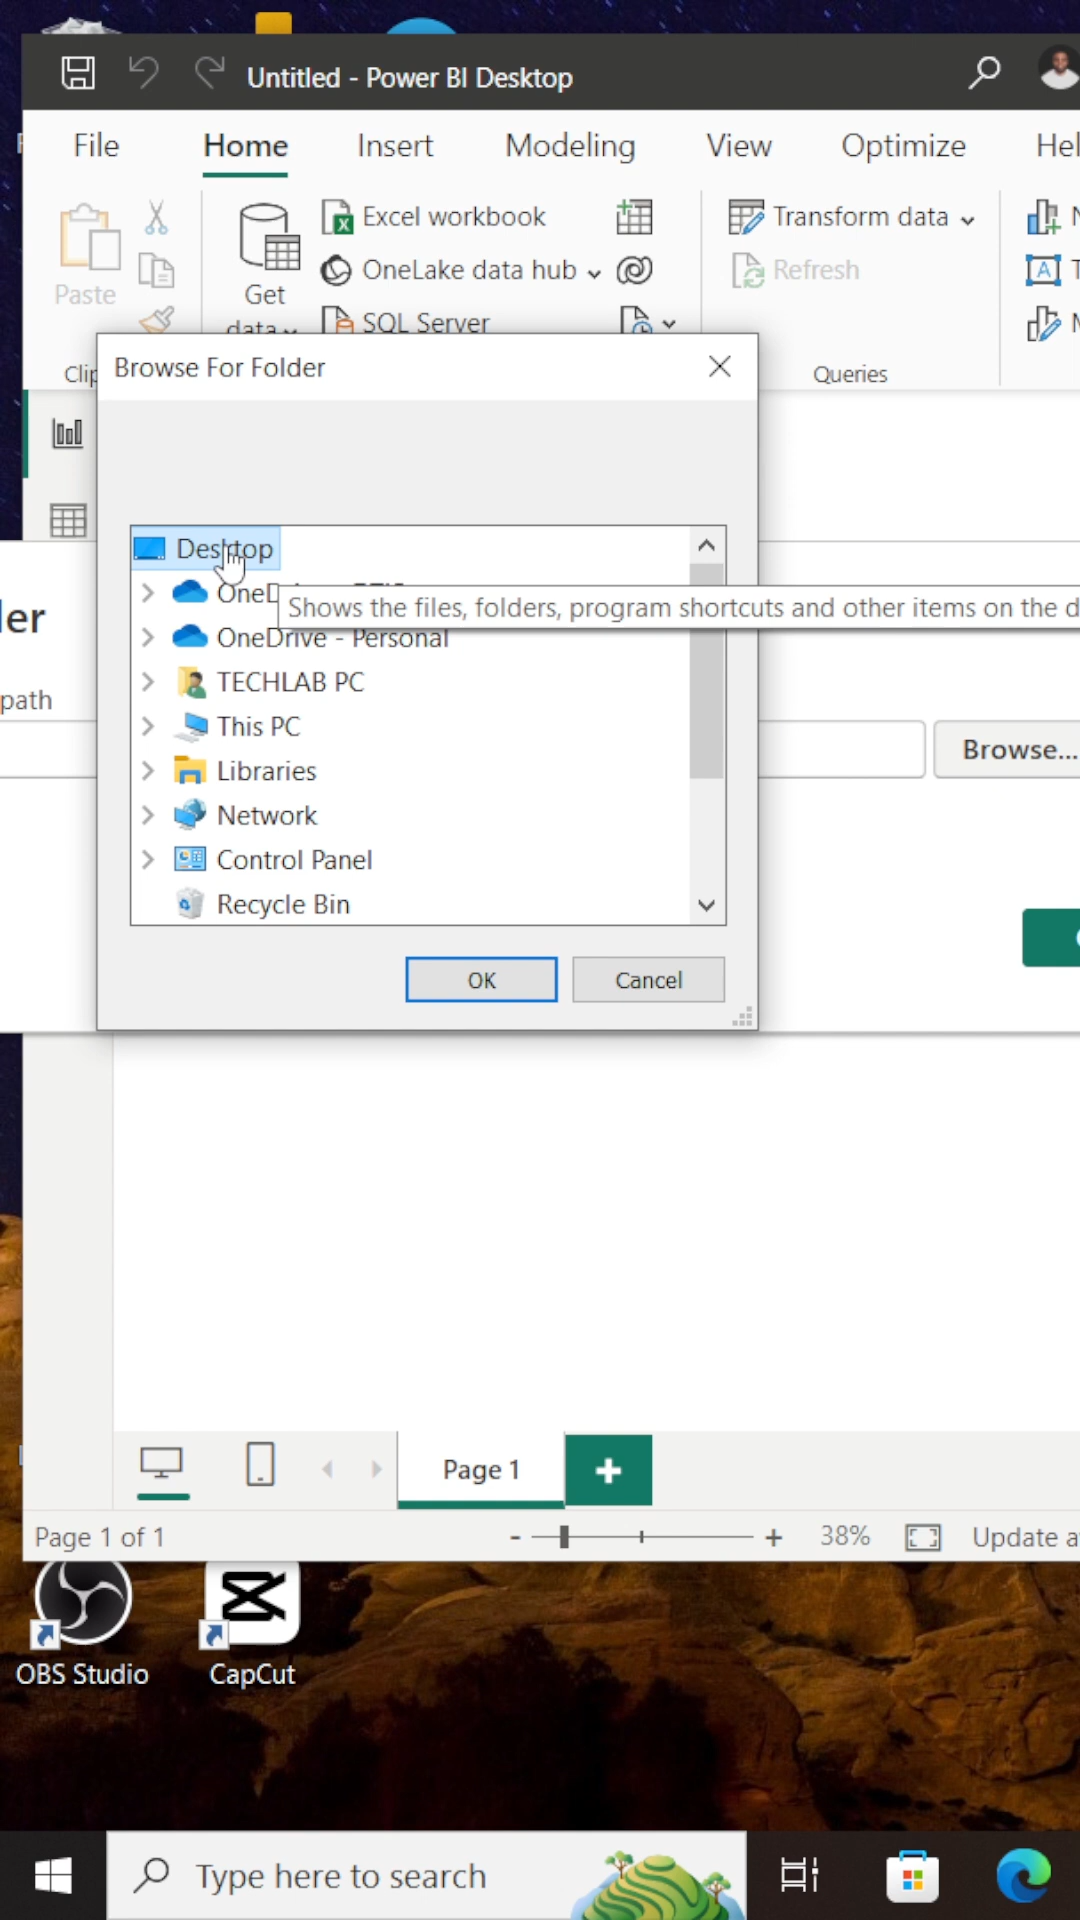 Untitled - Power BI Desktop
File Home Insert Modeling View Optimize Hel
Paste
Get
data
Excel workbook
OneLake data hub
SQL Server
Transform data
Refresh
Queries
Clip
Browse For Folder
Desktop
OneD
Shows the files, folders, program shortcuts and other items on the d
OneDrive - Personal
TECHLAB PC
This PC
Libraries
Network
Control Panel
Recycle Bin
OK Cancel
ler
path
Browse...
Page 1
Page 1 of 1
- + 38% Update a
OBS Studio CapCut
Type here to search